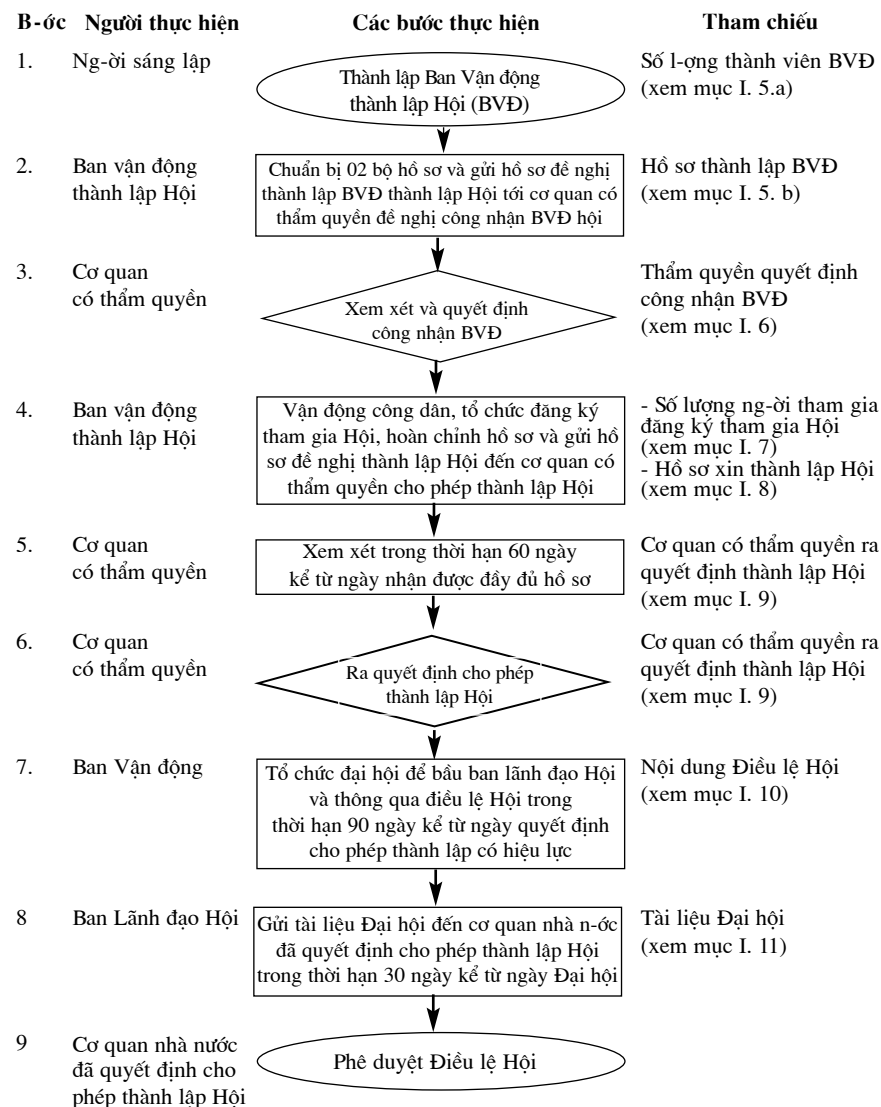 B-ớc Người thực hiện Các bước thực hiện Tham chiếu
1. Ng-ời sáng lập
Thành lập Ban Vận động
thành lập Hội (BVĐ)
Số l-ợng thành viên BVĐ
(xem mục I. 5.a)
2. Ban vận động
thành lập Hội
Chuẩn bị 02 bộ hồ sơ và gửi hồ sơ đề nghị
thành lập BVĐ thành lập Hội tới cơ quan có
thẩm quyền đề nghị công nhận BVĐ hội
Hồ sơ thành lập BVĐ
(xem mục I. 5. b)
3. Cơ quan
có thẩm quyền
Xem xét và quyết định
công nhận BVĐ
Thẩm quyền quyết định
công nhận BVĐ
(xem mục I. 6)
4. Ban vận động
thành lập Hội
Vận động công dân, tổ chức đăng ký
tham gia Hội, hoàn chỉnh hồ sơ và gửi hồ
sơ đề nghị thành lập Hội đến cơ quan có
thẩm quyền cho phép thành lập Hội
- Số lượng ng-ời tham gia
đăng ký tham gia Hội
(xem mục I. 7)
- Hồ sơ xin thành lập Hội
(xem mục I. 8)
5. Cơ quan
có thẩm quyền
Xem xét trong thời hạn 60 ngày
kể từ ngày nhận được đầy đủ hồ sơ
Cơ quan có thẩm quyền ra
quyết định thành lập Hội
(xem mục I. 9)
6. Cơ quan
có thẩm quyền
Ra quyết định cho phép
thành lập Hội
Cơ quan có thẩm quyền ra
quyết định thành lập Hội
(xem mục I. 9)
7. Ban Vận động
Tổ chức đại hội để bầu ban lãnh đạo Hội
và thông qua điều lệ Hội trong
thời hạn 90 ngày kể từ ngày quyết định
cho phép thành lập có hiệu lực
Nội dung Điều lệ Hội
(xem mục I. 10)
8 Ban Lãnh đạo Hội
Gửi tài liệu Đại hội đến cơ quan nhà n-ớc
đã quyết định cho phép thành lập Hội
trong thời hạn 30 ngày kể từ ngày Đại hội
Tài liệu Đại hội
(xem mục I. 11)
9 Cơ quan nhà nước
đã quyết định cho
phép thành lập Hội
Phê duyệt Điều lệ Hội